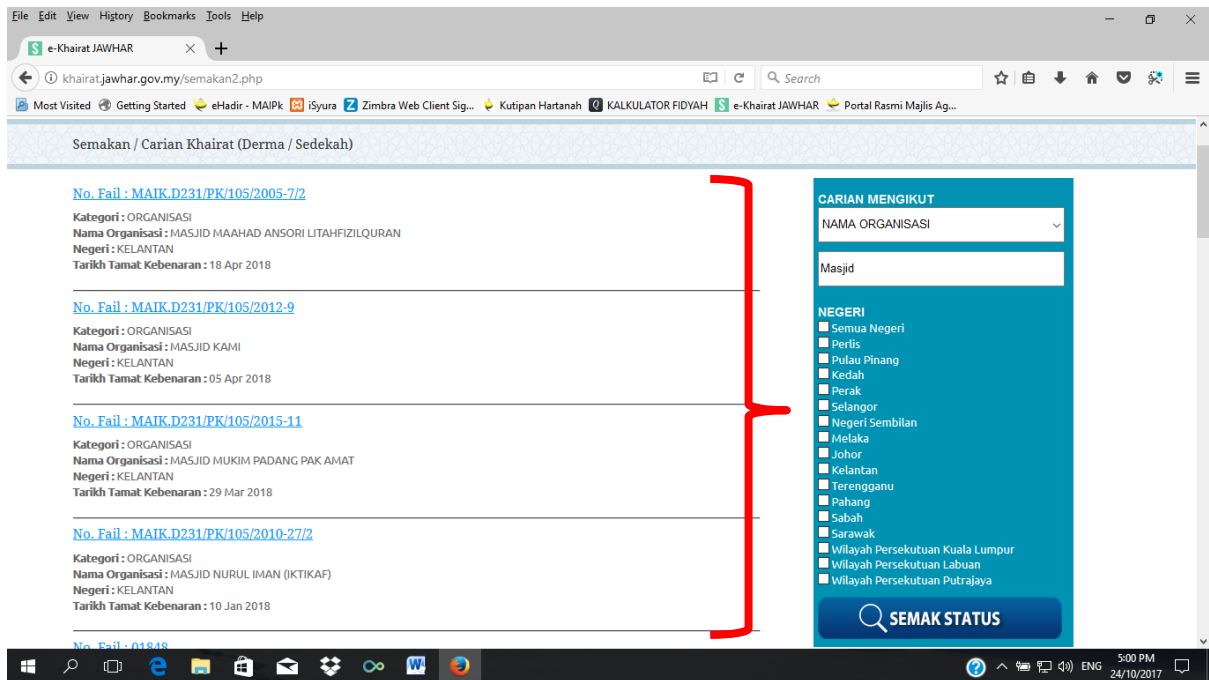 File Edit View History Bookmarks Tools Help
e-Khairat JAWHAR
khairat.jawhar.gov.my/semakan2.php
Search
Most Visited Getting Started eHadir - MAIPk iSyura Zimbra Web Client Sig... Kutipan Hartanah KALKULATOR FIDYAH e-Khairat JAWHAR Portal Rasmi Majlis Ag...
Semakan / Carian Khairat (Derma / Sedekah)
No. Fail : MAIK.D231/PK/105/2005-7/2
Kategori : ORGANISASI
Nama Organisasi : MASJID MAAHAD ANSORI LITAHFIZILQURAN
Negeri : KELANTAN
Tarikh Tamat Kebenaran : 18 Apr 2018
No. Fail : MAIK.D231/PK/105/2012-9
Kategori : ORGANISASI
Nama Organisasi : MASJID KAMI
Negeri : KELANTAN
Tarikh Tamat Kebenaran : 05 Apr 2018
No. Fail : MAIK.D231/PK/105/2015-11
Kategori : ORGANISASI
Nama Organisasi : MASJID MUKIM PADANG PAK AMAT
Negeri : KELANTAN
Tarikh Tamat Kebenaran : 29 Mar 2018
No. Fail : MAIK.D231/PK/105/2010-27/2
Kategori : ORGANISASI
Nama Organisasi : MASJID NURUL IMAN (IKTIKAF)
Negeri : KELANTAN
Tarikh Tamat Kebenaran : 10 Jan 2018
No. Fail : 01848
CARIAN MENGIKUT
NAMA ORGANISASI
Masjid
NEGERI
Semua Negeri
Perlis
Pulau Pinang
Kedah
Perak
Selangor
Negeri Sembilan
Melaka
Johor
Kelantan
Terengganu
Pahang
Sabah
Sarawak
Wilayah Persekutuan Kuala Lumpur
Wilayah Persekutuan Labuan
Wilayah Persekutuan Putrajaya
SEMAK STATUS
ENG
5:00 PM
24/10/2017